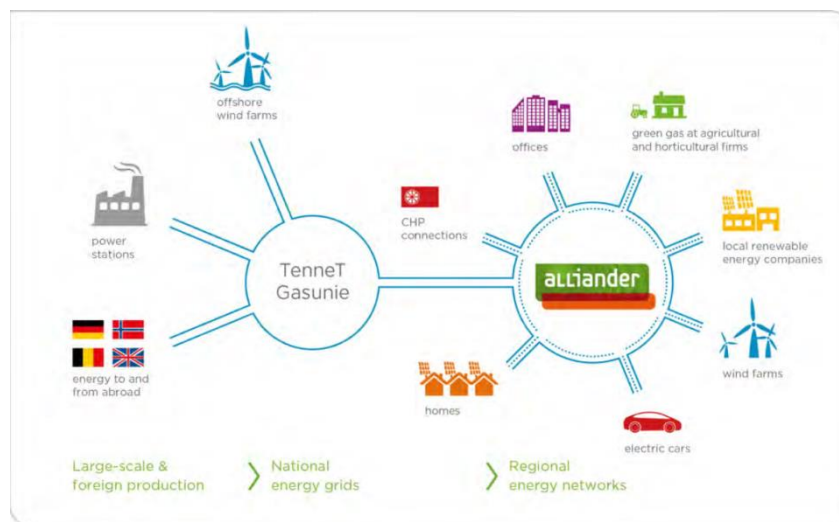 offshore
wind farms
offices
green gas at agricultural
and horticultural firms
power
stations
CHP
connections
local renewable
energy companies
TenneT
Gasunie
alliander
energy to and
from abroad
wind farms
homes
electric cars
Large-scale &
foreign production
National
energy grids
Regional
energy networks